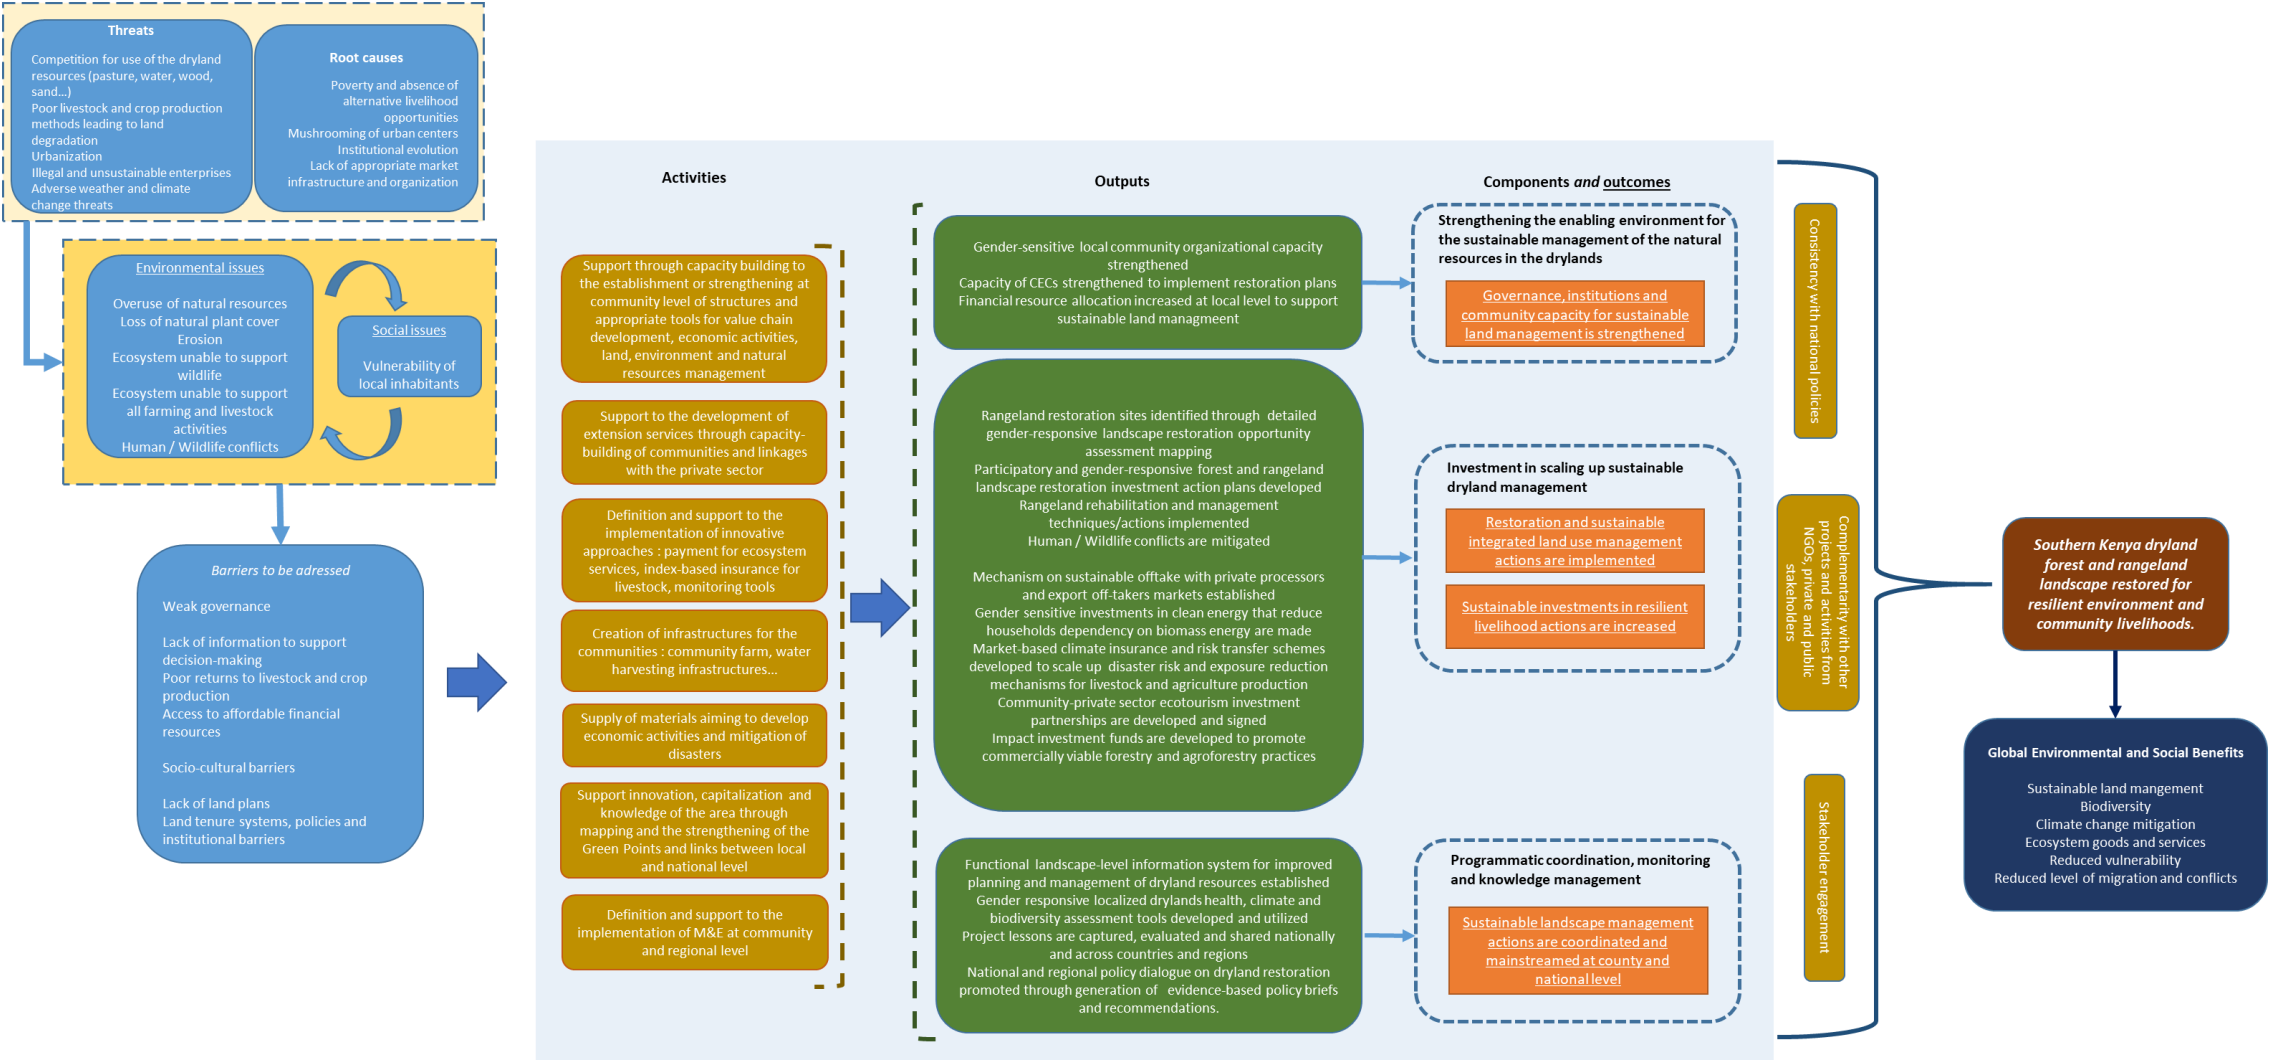 Threats
Competition for use of the dryland
resources (pasture, water, wood,
sand...)
Poor livestock and crop production
methods leading to land
degradation
Urbanization
Illegal and unsustainable enterprises
Adverse weather and climate
change threats
Root causes
Poverty and absence of
alternative livelihood
opportunities
Mushrooming of urban centers
Institutional evolution
Lack of appropriate market
infrastructure and organization
Environmental issues
Overuse of natural resources
Loss of natural plant cover
Erosion
Ecosystem unable to support
wildlife
Ecosystem unable to support
all farming and livestock
activities
Human / Wildlife conflicts
Social issues
Vulnerability of
local inhabitants
Barriers to be adressed
Weak governance
Lack of information to support
decision-making
Poor returns to livestock and crop
production
Access to affordable financial
resources
Socio-cultural barriers
Lack of land plans
Land tenure systems, policies and
institutional barriers
Activities
Support through capacity building to
the establishment or strengthening at
community level of structures and
appropriate tools for value chain
development, economic activities,
land, environment and natural
resources management
Support to the development of
extension services through capacity-
building of communities and linkages
with the private sector
Definition and support to the
implementation of innovative
approaches : payment for ecosystem
services, index-based insurance for
livestock, monitoring tools
Creation of infrastructures for the
communities : community farm, water
harvesting infrastructures...
Supply of materials aiming to develop
economic activities and mitigation of
disasters
Support innovation, capitalization and
knowledge of the area through
mapping and the strengthening of the
Green Points and links between local
and national level
Definition and support to the
implementation of M&E at community
and regional level
Outputs
Gender-sensitive local community organizational capacity
strengthened
Capacity of CECs strengthened to implement restoration plans
Financial resource allocation increased at local level to support
sustainable land managmeent
Rangeland restoration sites identified through detailed
gender-responsive landscape restoration opportunity
assessment mapping
Participatory and gender-responsive forest and rangeland
landscape restoration investment action plans developed
Rangeland rehabilitation and management
techniques/actions implemented
Human / Wildlife conflicts are mitigated
Mechanism on sustainable offtake with private processors
and export off-takers markets established
Gender sensitive investments in clean energy that reduce
households dependency on biomass energy are made
Market-based climate insurance and risk transfer schemes
developed to scale up disaster risk and exposure reduction
mechanisms for livestock and agriculture production
Community-private sector ecotourism investment
partnerships are developed and signed
Impact investment funds are developed to promote
commercially viable forestry and agroforestry practices
Functional landscape-level information system for improved
planning and management of dryland resources established
Gender responsive localized drylands health, climate and
biodiversity assessment tools developed and utilized
Project lessons are captured, evaluated and shared nationally
and across countries and regions
National and regional policy dialogue on dryland restoration
promoted through generation of evidence-based policy briefs
and recommendations.
Components and outcomes
Strengthening the enabling environment for
the sustainable management of the natural
resources in the drylands
Governance, institutions and
community capacity for sustainable
land management is strengthened
Investment in scaling up sustainable
dryland management
Restoration and sustainable
integrated land use management
actions are implemented
Sustainable investments in resilient
livelihood actions are increased
Programmatic coordination, monitoring
and knowledge management
Sustainable landscape management
actions are coordinated and
mainstreamed at county and
national level
Consistency with national policies
Complementarity with other
projects and activities from
NGOs, private and public
stakeholders
Stakeholder engagement
Southern Kenya dryland
forest and rangeland
landscape restored for
resilient environment and
community livelihoods.
Global Environmental and Social Benefits
Sustainable land mangement
Biodiversity
Climate change mitigation
Ecosystem goods and services
Reduced vulnerability
Reduced level of migration and conflicts